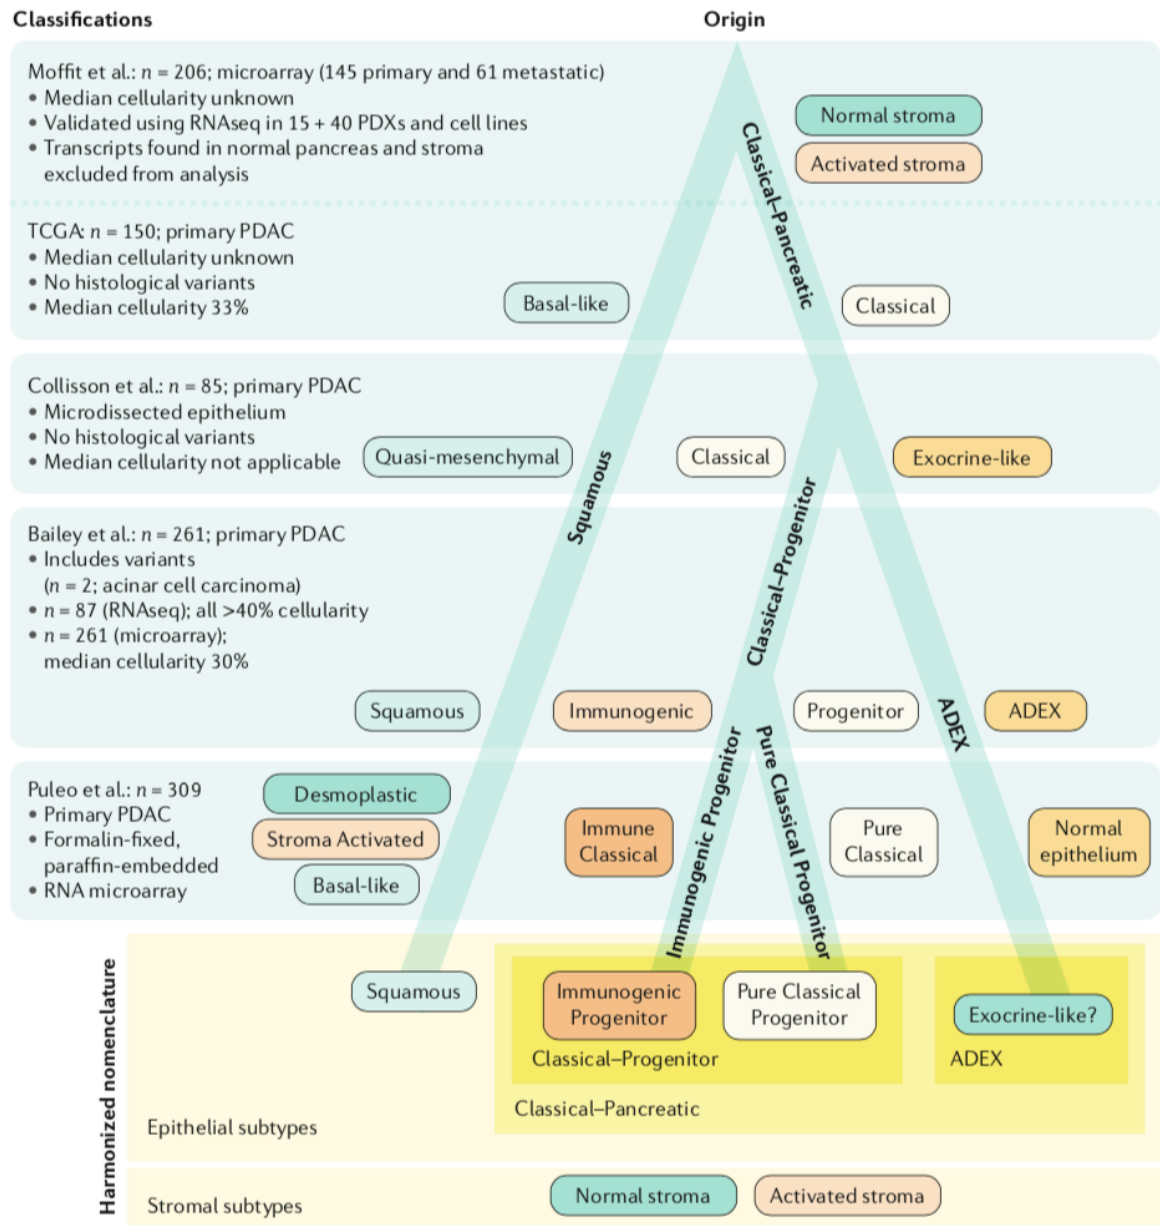 Classifications
Origin
Moffit et al.: n = 206; microarray (145 primary and 61 metastatic)
• Median cellularity unknown
• Validated using RNAseq in 15 + 40 PDXs and cell lines
• Transcripts found in normal pancreas and stroma
excluded from analysis
Normal stroma
Activated stroma
Classical–Pancreatic
TCGA: n = 150; primary PDAC
• Median cellularity unknown
• No histological variants
• Median cellularity 33%
Basal-like
Classical
Collisson et al.: n = 85; primary PDAC
• Microdissected epithelium
• No histological variants
• Median cellularity not applicable
Quasi-mesenchymal
Classical
Exocrine-like
Squamous
Classical–Progenitor
Bailey et al.: n = 261; primary PDAC
• Includes variants
(n = 2; acinar cell carcinoma)
• n = 87 (RNAseq); all >40% cellularity
• n = 261 (microarray);
median cellularity 30%
Squamous
Immunogenic
Progenitor
ADEX
ADEX
Puleo et al.: n = 309
• Primary PDAC
• Formalin-fixed,
paraffin-embedded
• RNA microarray
Desmoplastic
Stroma Activated
Basal-like
Immune
Classical
Immunogenic Progenitor
Pure Classical Progenitor
Pure
Classical
Normal
epithelium
Harmonized nomenclature
Squamous
Immunogenic
Progenitor
Pure Classical
Progenitor
Exocrine-like?
Classical–Progenitor
ADEX
Classical–Pancreatic
Epithelial subtypes
Stromal subtypes
Normal stroma
Activated stroma